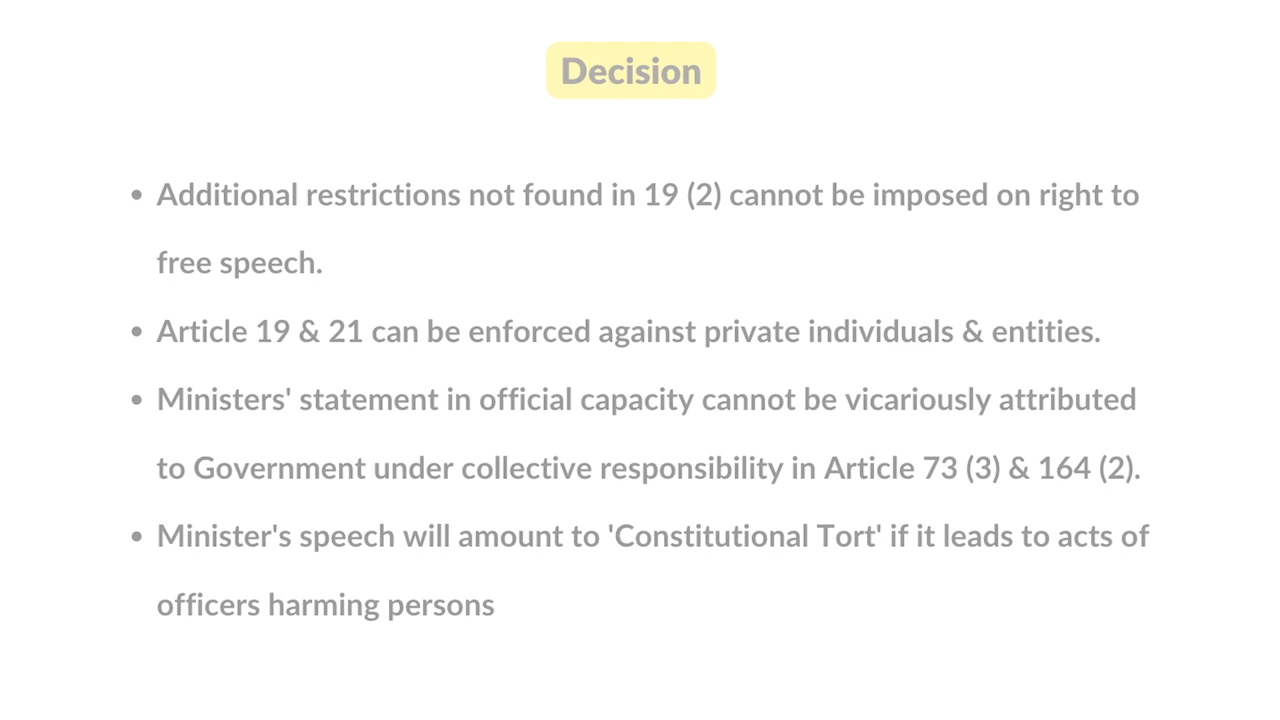 Decision
• Additional restrictions not found in 19 (2) cannot be imposed on right to
free speech.
• Article 19 & 21 can be enforced against private individuals & entities.
• Ministers' statement in official capacity cannot be vicariously attributed
to Government under collective responsibility in Article 73 (3) & 164 (2).
• Minister's speech will amount to 'Constitutional Tort' if it leads to acts of
officers harming persons